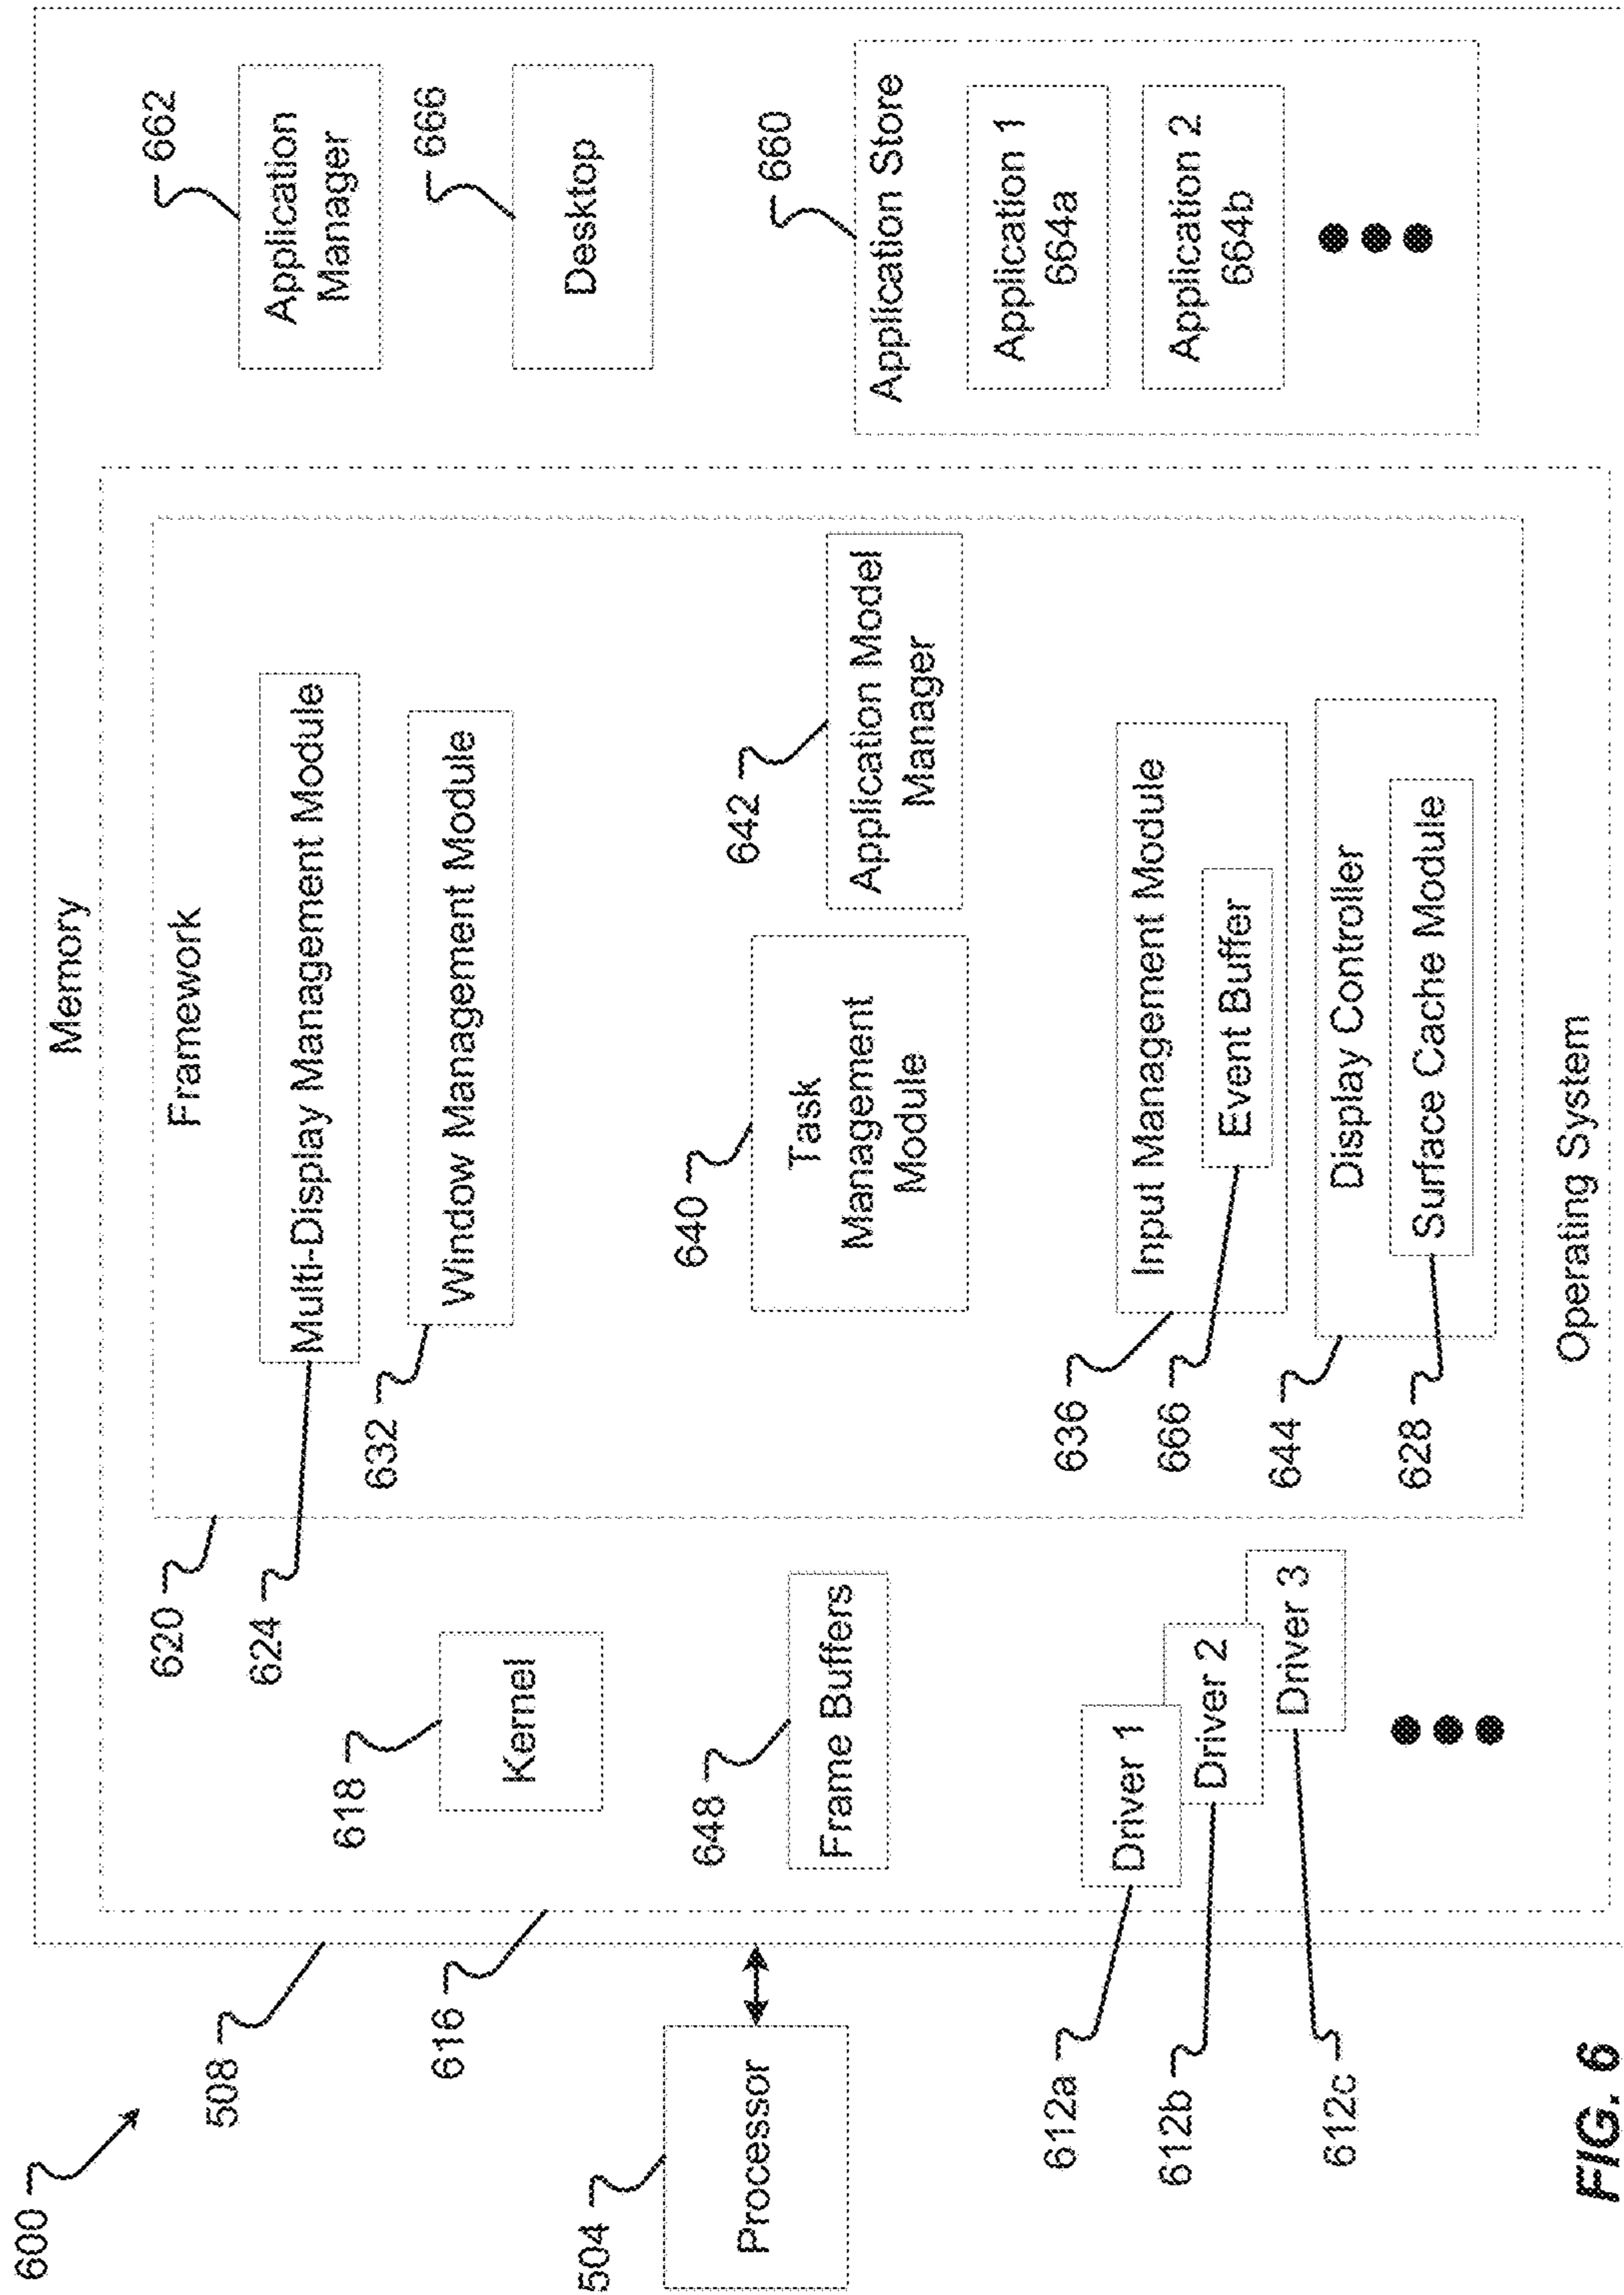 600
508
Memory
616
620
Framework
624
Multi-Display Management Module
632
Window Management Module
662
Application
Manager
666
Desktop
618
Kernel
504
Processor
648
Frame Buffers
640
Task
Management
Module
642
Application Model
Manager
660
Application Store
Application 1
664a
Application 2
664b
612a
Driver 1
612b
Driver 2
612c
Driver 3
636
Input Management Module
666
Event Buffer
644
Display Controller
628
Surface Cache Module
Operating System
FIG. 6